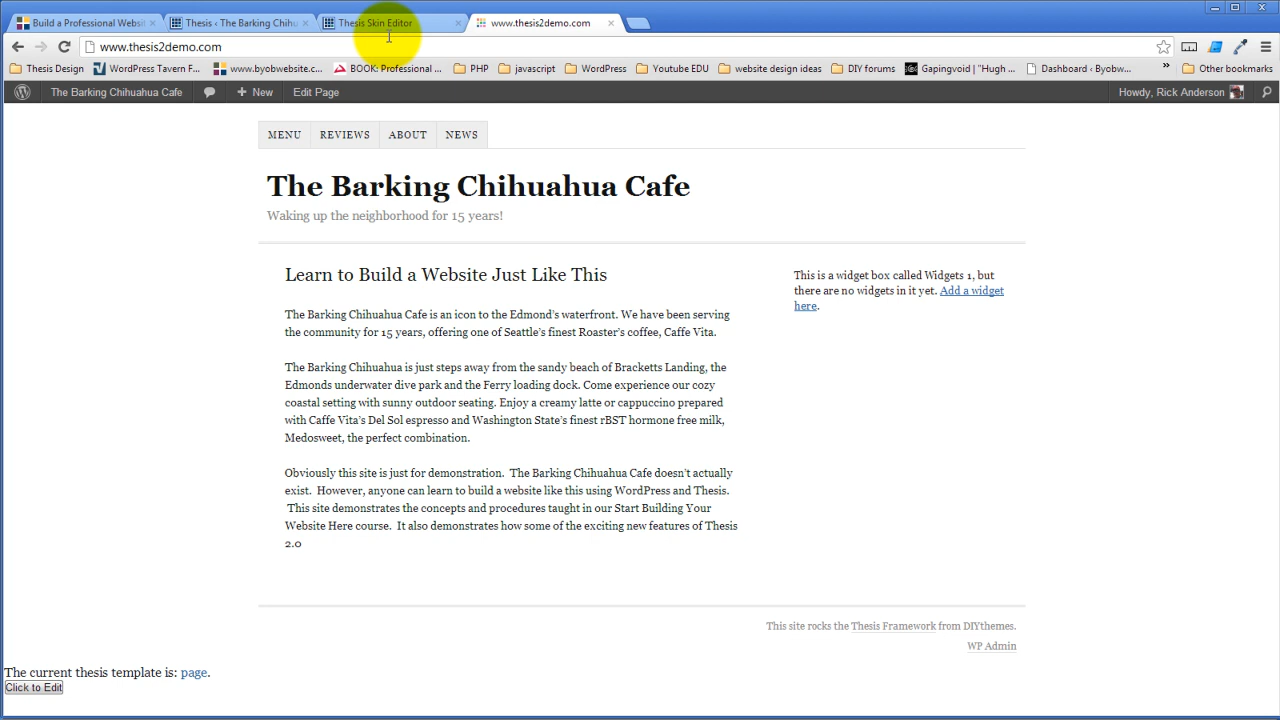 Build a Professional Websit
Thesis ‹ The Barking Chihu
Thesis Skin Editor
www.thesis2demo.com
www.thesis2demo.com
Thesis Design
WordPress Tavern F...
www.byobwebsite.c...
BOOK: Professional ...
PHP
javascript
WordPress
Youtube EDU
website design ideas
DIY forums
Gapingvoid | "Hugh ...
Dashboard ‹ Byobw...
»
Other bookmarks
The Barking Chihuahua Cafe
+ New
Edit Page
Howdy, Rick Anderson
MENU
REVIEWS
ABOUT
NEWS
The Barking Chihuahua Cafe
Waking up the neighborhood for 15 years!
Learn to Build a Website Just Like This
The Barking Chihuahua Cafe is an icon to the Edmond's waterfront. We have been serving
the community for 15 years, offering one of Seattle's finest Roaster's coffee, Caffe Vita.
The Barking Chihuahua is just steps away from the sandy beach of Bracketts Landing, the
Edmonds underwater dive park and the Ferry loading dock. Come experience our cozy
coastal setting with sunny outdoor seating. Enjoy a creamy latte or cappuccino prepared
with Caffe Vita's Del Sol espresso and Washington State's finest rBST hormone free milk,
Medosweet, the perfect combination.
Obviously this site is just for demonstration.  The Barking Chihuahua Cafe doesn't actually
exist.  However, anyone can learn to build a website like this using WordPress and Thesis.
This site demonstrates the concepts and procedures taught in our Start Building Your
Website Here course.  It also demonstrates how some of the exciting new features of Thesis
2.0
This is a widget box called Widgets 1, but
there are no widgets in it yet. Add a widget
here.
This site rocks the Thesis Framework from DIYthemes.
WP Admin
The current thesis template is: page.
Click to Edit